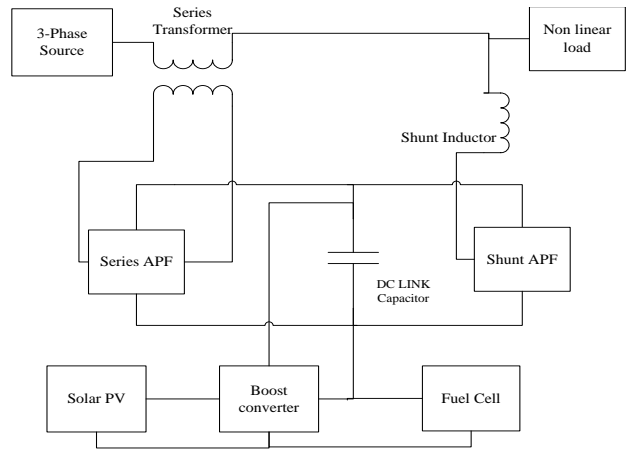 Series
Transformer
3-Phase
Source
Non linear
load
Shunt Inductor
Series APF
Shunt APF
DC LINK
Capacitor
Solar PV
Boost
converter
Fuel Cell